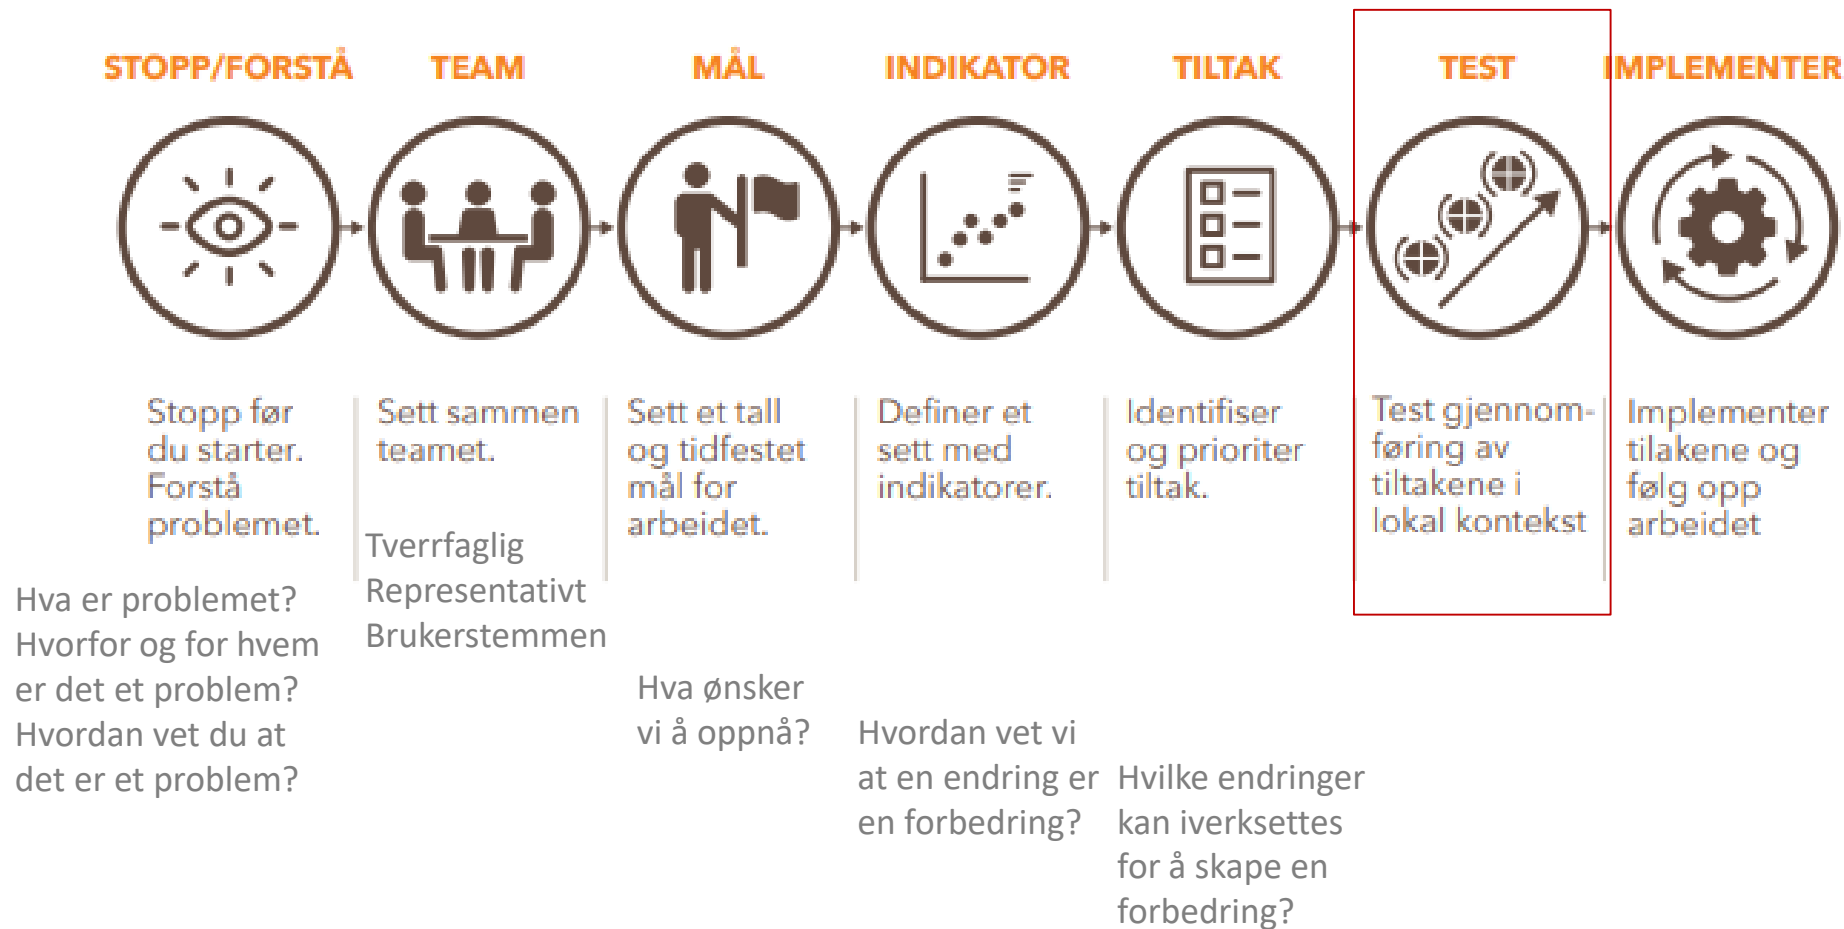 STOPP/FORSTÅ
TEAM
MÅL
INDIKATOR
TILTAK
TEST
IMPLEMENTER
Stopp før
du starter.
Forstå
problemet.
Sett sammen
teamet.
Sett et tall
og tidfestet
mål for
arbeidet.
Definer et
sett med
indikatorer.
Identifiser
og prioriter
tiltak.
Test gjennom-
føring av
tiltakene i
lokal kontekst
Implementer
tilakene og
følg opp
arbeidet
Hva er problemet?
Hvorfor og for hvem
er det et problem?
Hvordan vet du at
det er et problem?
Tverrfaglig
Representativt
Brukerstemmen
Hva ønsker
vi å oppnå?
Hvordan vet vi
at en endring er
en forbedring?
Hvilke endringer
kan iverksettes
for å skape en
forbedring?